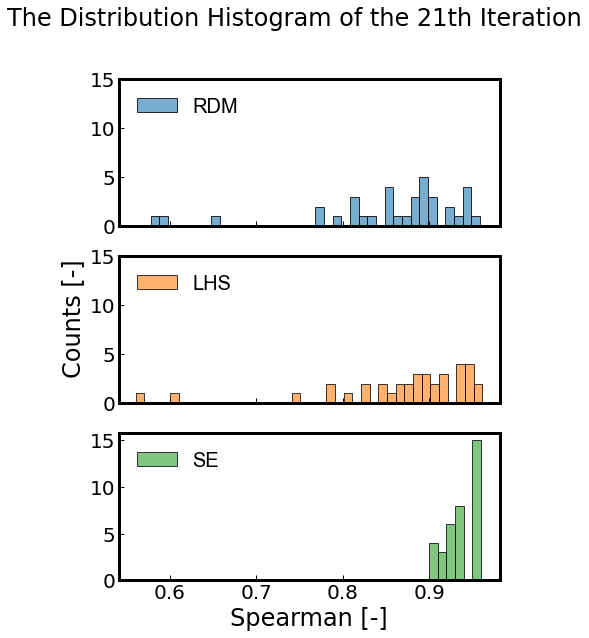 The Distribution Histogram of the 21th Iteration
15
10
5
0
RDM
15
10
5
0
LHS
Counts [-]
15
10
5
0
SE
0.6 0.7 0.8 0.9
Spearman [-]